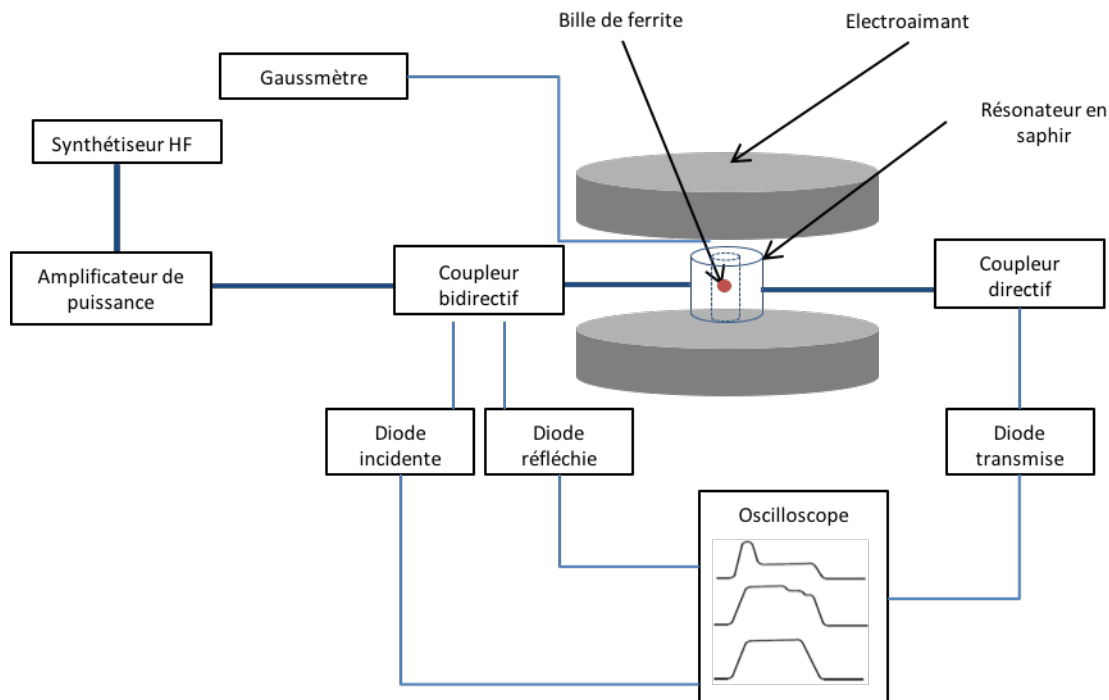 Bille de ferrite
Electroaimant
Gaussmètre
Résonateur en
saphir
Synthétiseur HF
Amplificateur de
puissance
Coupleur
bidirectif
Coupleur
directif
Diode
incidente
Diode
réfléchie
Diode
transmise
Oscilloscope